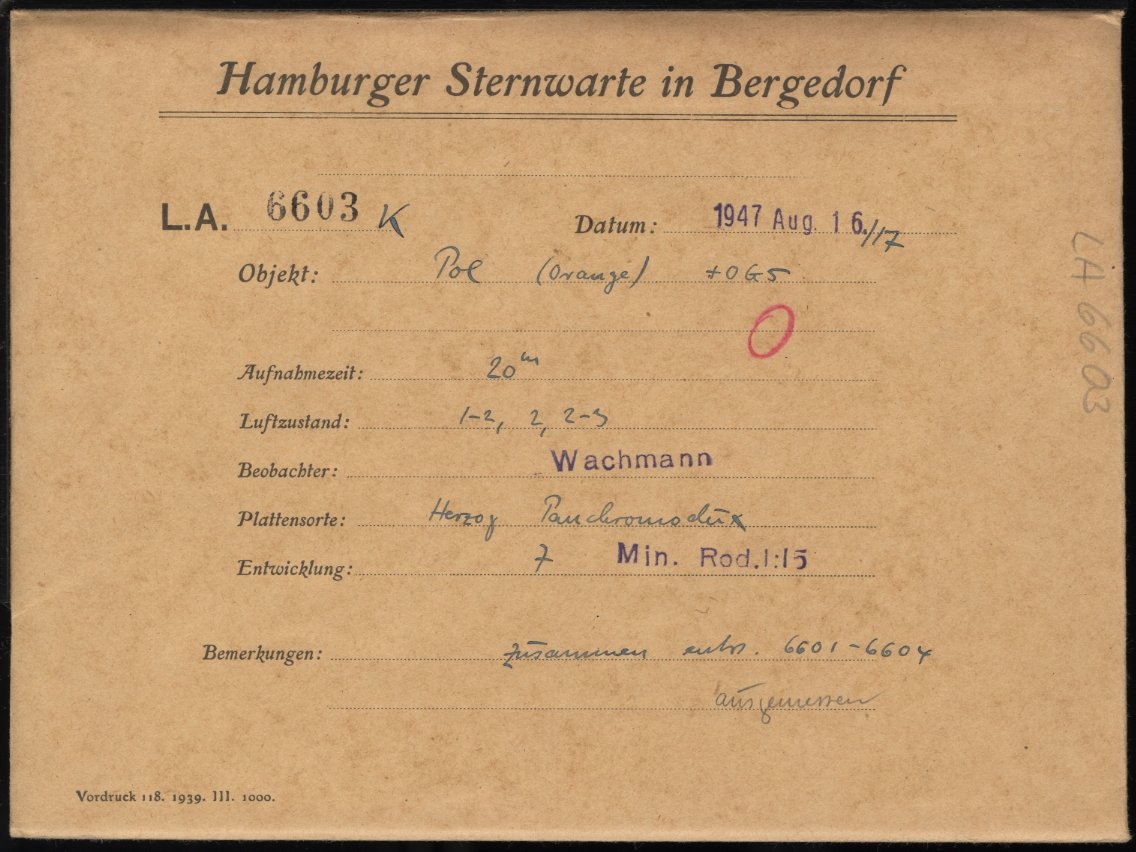 Hamburger Sternwarte in Bergedorf
L.A. 6603 K Datum: 1947 Aug. 16./17
Objekt: Pol (Orange) +OG5
Aufnahmezeit: 20m
Luftzustand: 1-2, 2, 2-3
Beobachter: Wachmann
Plattensorte: Herzog Panchromodux
Entwicklung: 7 Min. Rod.1:15
Bemerkungen: zusammen entw. 6601-6604
ausgemessen
Vordruck 118. 1939. III. 1000.
LA 6603